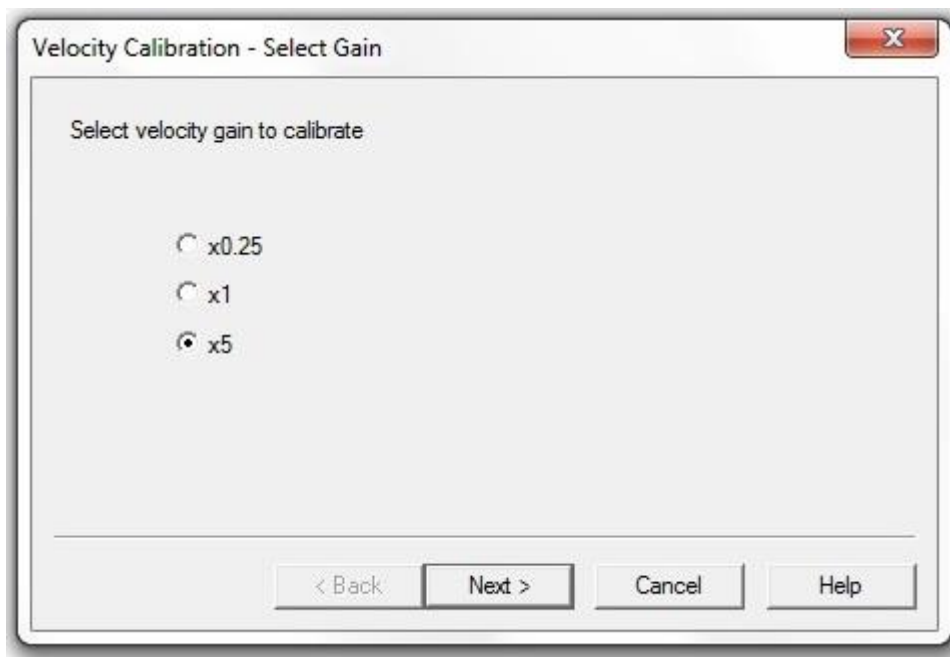 Velocity Calibration - Select Gain
Select velocity gain to calibrate
x0.25
x1
x5
< Back Next > Cancel Help